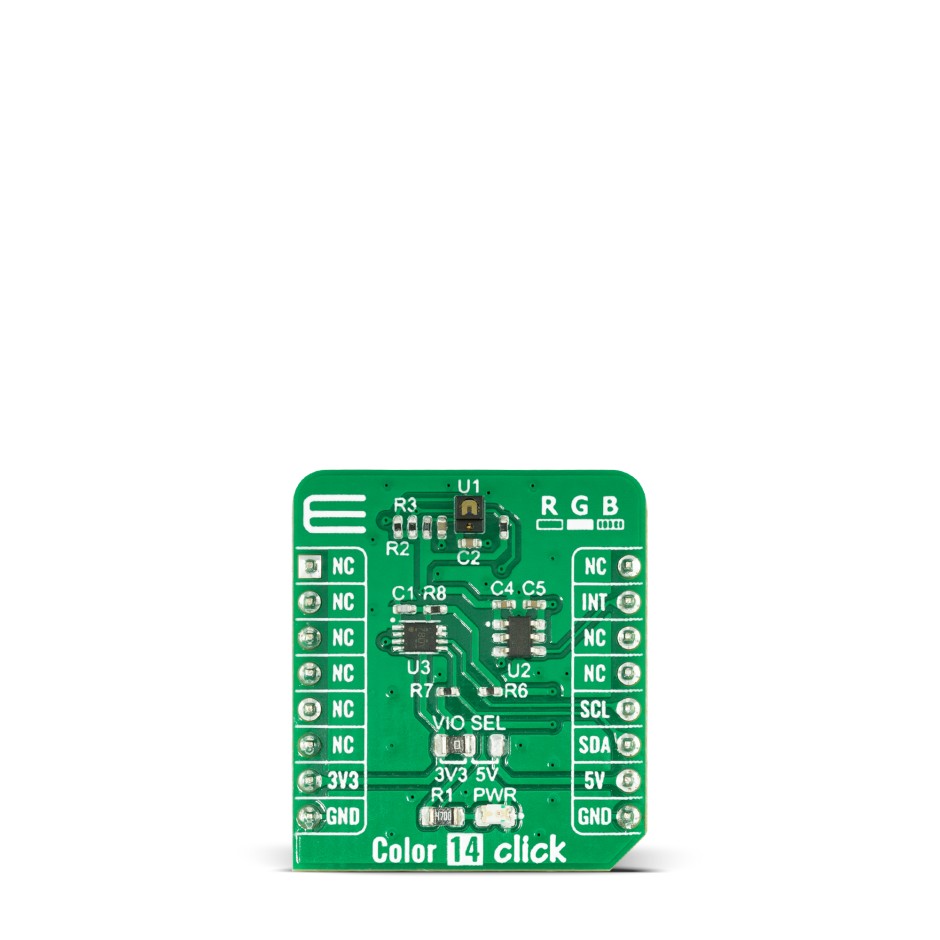 U1
R3
R G B
R2
C2
NC
NC
NC
NC
NC
NC
3V3
GND
C1 R8
C4 C5
U3
U2
R7
R6
VIO SEL
3V3 5V
R1 PWR
NC
INT
NC
NC
SCL
SDA
5V
GND
Color 14 click